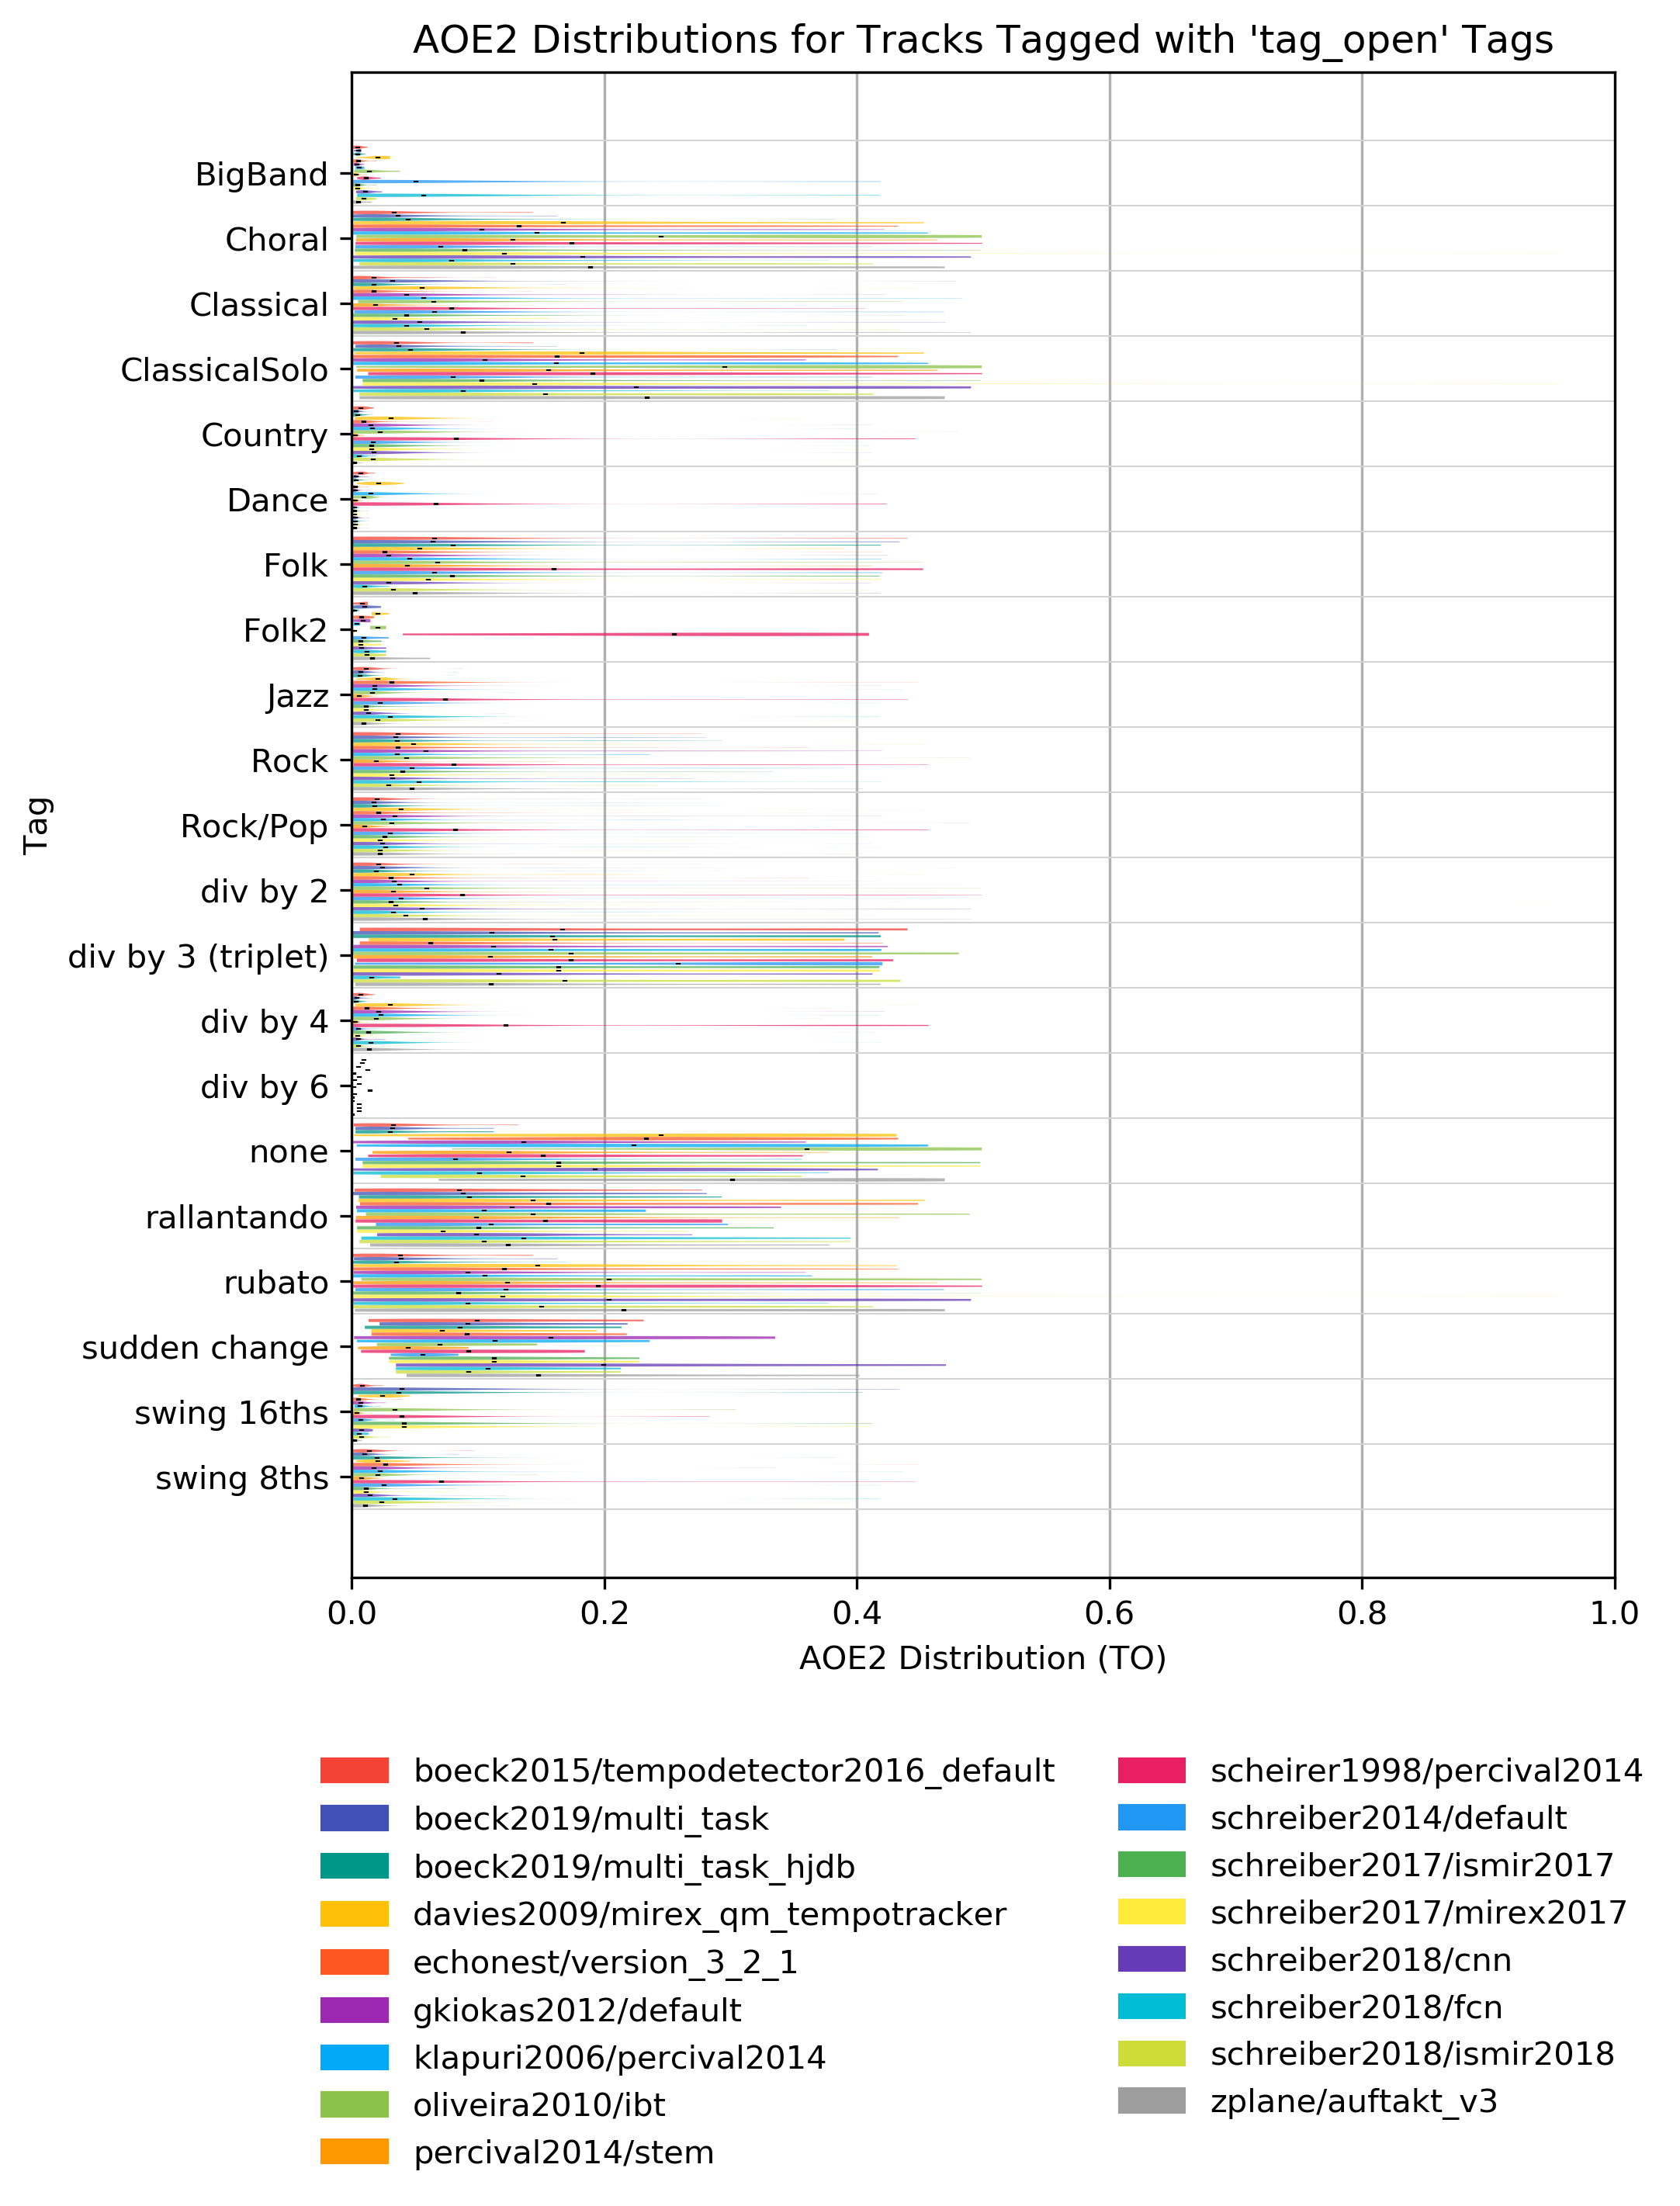 AOE2 Distributions for Tracks Tagged with 'tag_open' Tags
Tag
BigBand
Choral
Classical
ClassicalSolo
Country
Dance
Folk
Folk2
Jazz
Rock
Rock/Pop
div by 2
div by 3 (triplet)
div by 4
div by 6
none
rallantando
rubato
sudden change
swing 16ths
swing 8ths
0.0 0.2 0.4 0.6 0.8 1.0
AOE2 Distribution (TO)
boeck2015/tempodetector2016_default
boeck2019/multi_task
boeck2019/multi_task_hjdb
davies2009/mirex_qm_tempotracker
echonest/version_3_2_1
gkiokas2012/default
klapuri2006/percival2014
oliveira2010/ibt
percival2014/stem
scheirer1998/percival2014
schreiber2014/default
schreiber2017/ismir2017
schreiber2017/mirex2017
schreiber2018/cnn
schreiber2018/fcn
schreiber2018/ismir2018
zplane/auftakt_v3